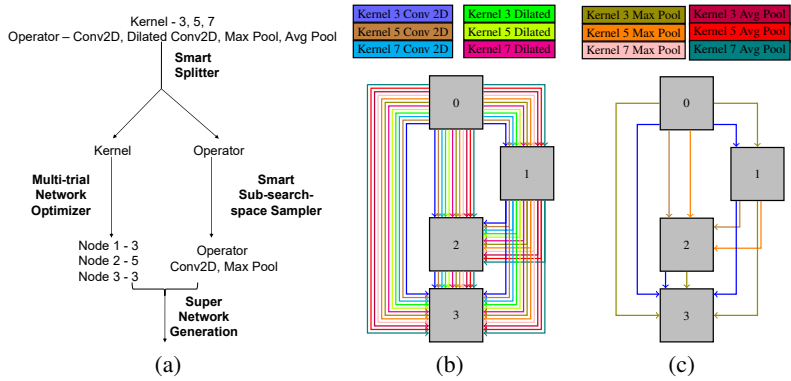 Kernel - 3, 5, 7
Operator – Conv2D, Dilated Conv2D, Max Pool, Avg Pool
Smart
Splitter
Kernel
Operator
Multi-trial
Network
Optimizer
Smart
Sub-search-
space Sampler
Node 1 - 3
Node 2 - 5
Node 3 - 3
Operator
Conv2D, Max Pool
Super
Network
Generation
(a)
Kernel 3 Conv 2D
Kernel 3 Dilated
Kernel 5 Conv 2D
Kernel 5 Dilated
Kernel 7 Conv 2D
Kernel 7 Dilated
0
1
2
3
(b)
Kernel 3 Max Pool
Kernel 3 Avg Pool
Kernel 5 Max Pool
Kernel 5 Avg Pool
Kernel 7 Max Pool
Kernel 7 Avg Pool
0
1
2
3
(c)